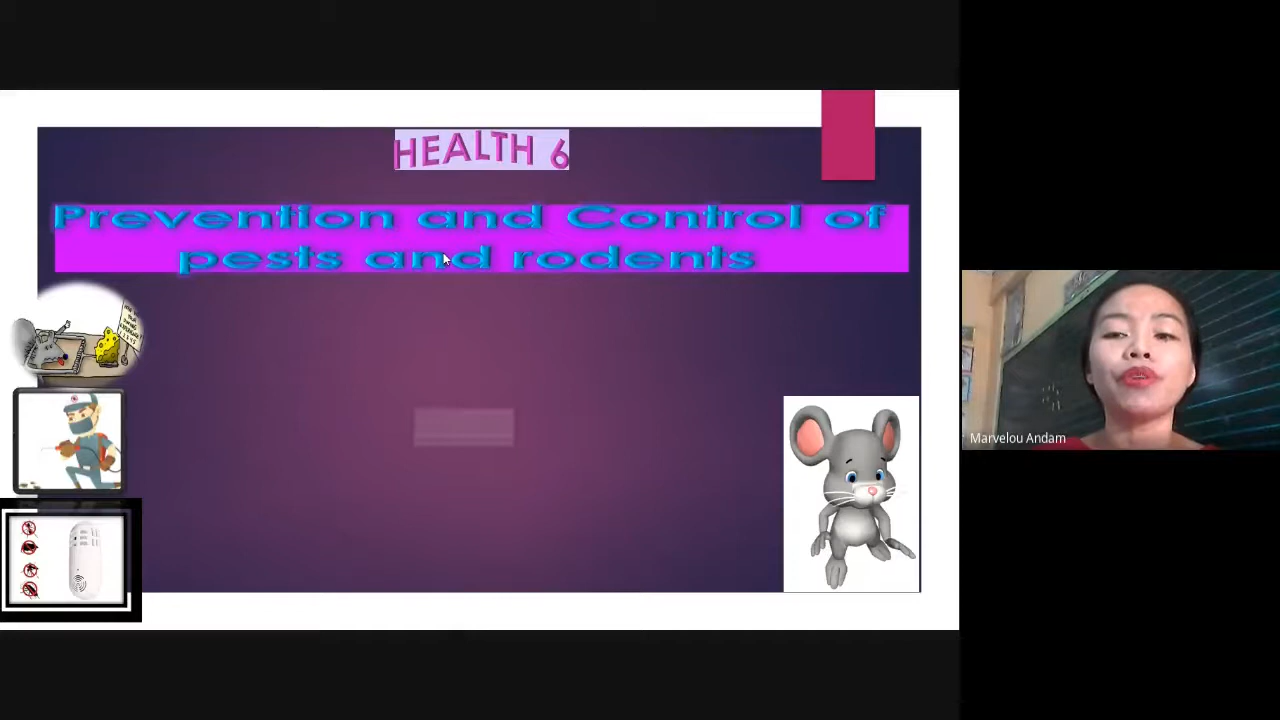 HEALTH 6
Prevention and Control of
pests and rodents
Marvelou Andam